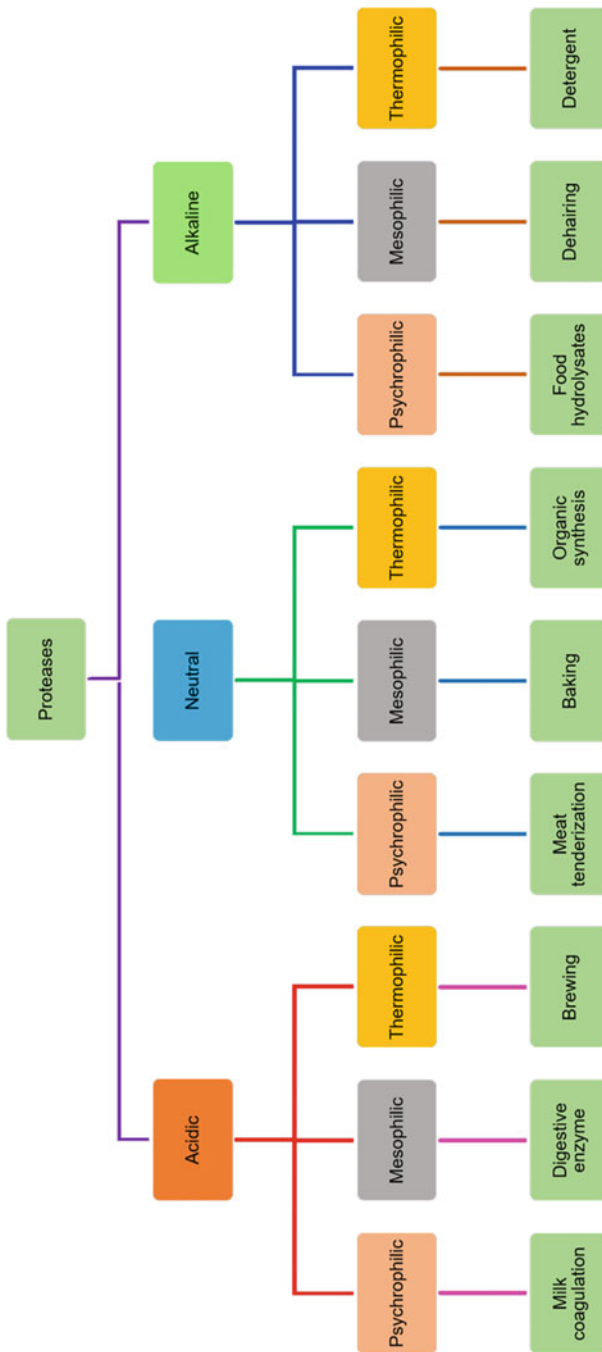 Proteases
Acidic
Neutral
Alkaline
Psychrophilic
Mesophilic
Thermophilic
Psychrophilic
Mesophilic
Thermophilic
Psychrophilic
Mesophilic
Thermophilic
Milk
coagulation
Digestive
enzyme
Brewing
Meat
tenderization
Baking
Organic
synthesis
Food
hydrolysates
Dehairing
Detergent